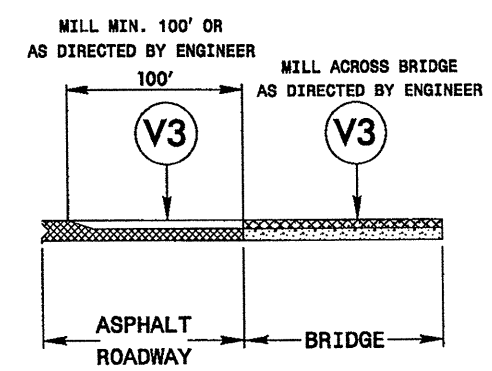 MILL MIN. 100' OR
AS DIRECTED BY ENGINEER
100'
MILL ACROSS BRIDGE
AS DIRECTED BY ENGINEER
V3
V3
ASPHALT
ROADWAY
BRIDGE